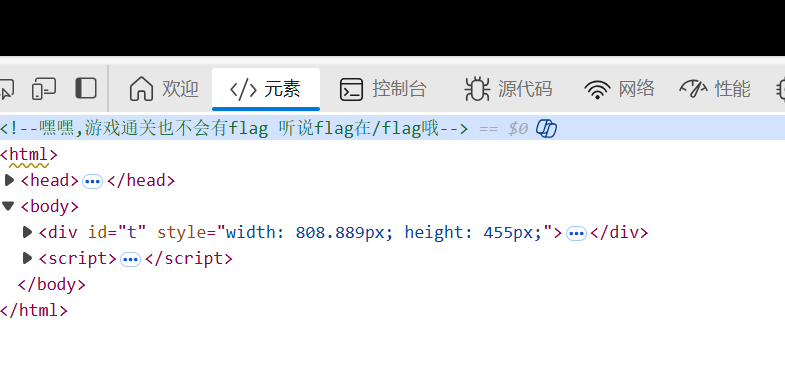 欢迎 元素 控制台 源代码 网络 性能
<!--嘿嘿,游戏通关也不会有flag 听说flag在/flag哦--> == $0
<html>
<head>…</head>
<body>
<div id="t" style="width: 808.889px; height: 455px;">…</div>
<script>…</script>
</body>
</html>